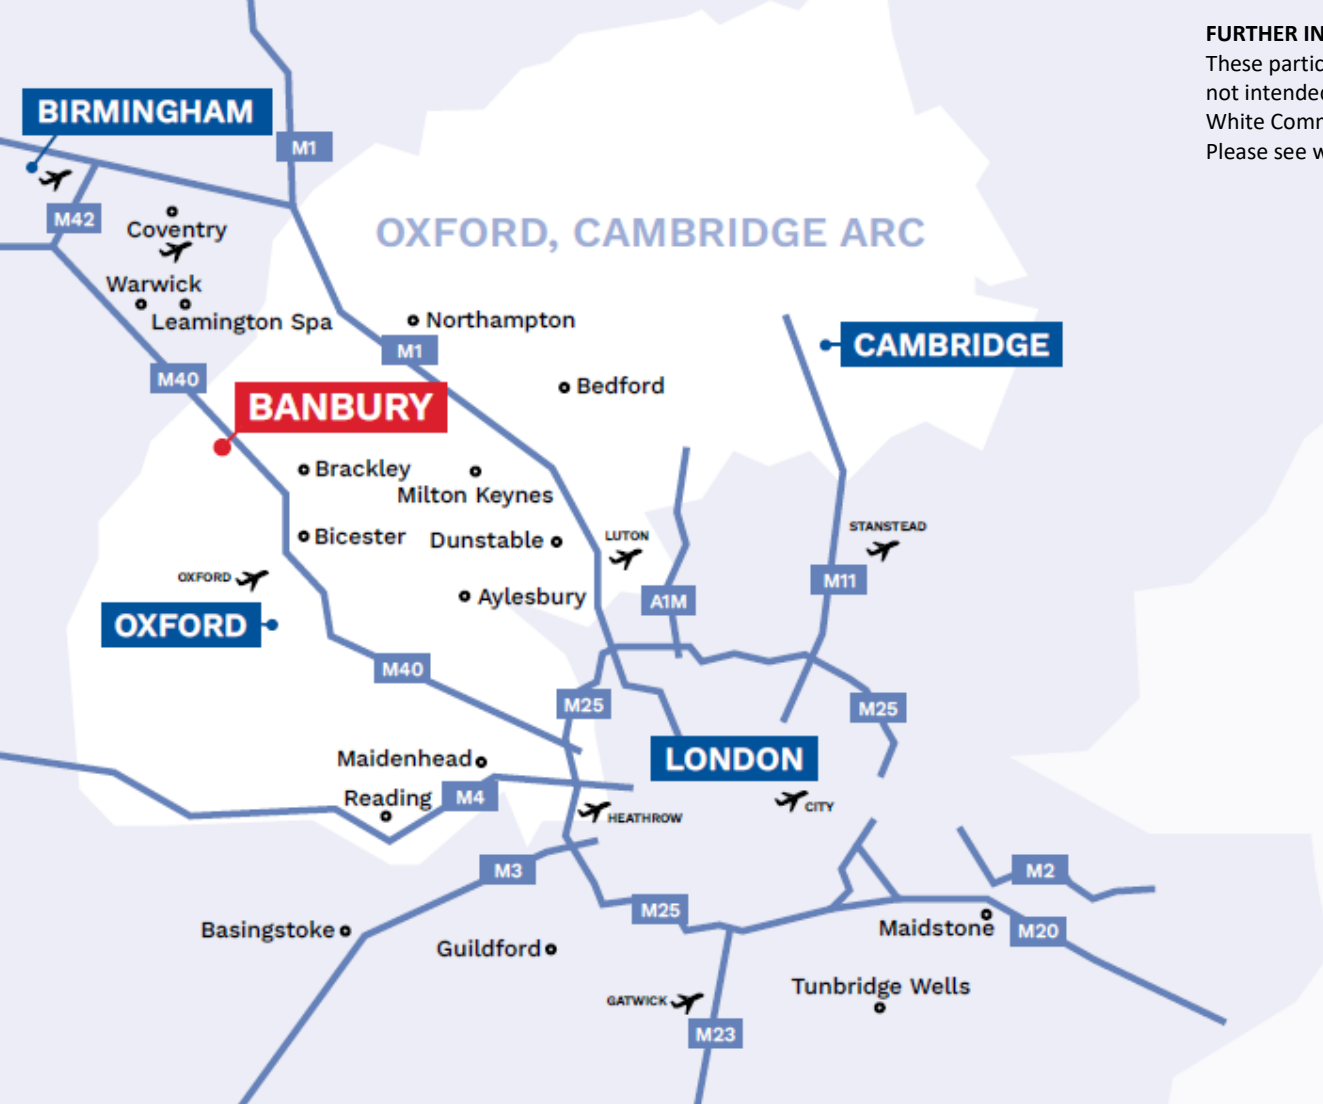 FURTHER IN
These partic
not intended
White Comm
Please see w
BIRMINGHAM
M1
M42
Coventry
OXFORD, CAMBRIDGE ARC
Warwick
Leamington Spa
Northampton
M1
CAMBRIDGE
M40
Bedford
BANBURY
Brackley
Milton Keynes
STANSTEAD
Bicester
Dunstable
LUTON
OXFORD
M11
Aylesbury
A1M
OXFORD
M40
M25
M25
Maidenhead
LONDON
Reading
M4
CITY
HEATHROW
M3
M2
M25
Basingstoke
Maidstone
M20
Guildford
Tunbridge Wells
GATWICK
M23